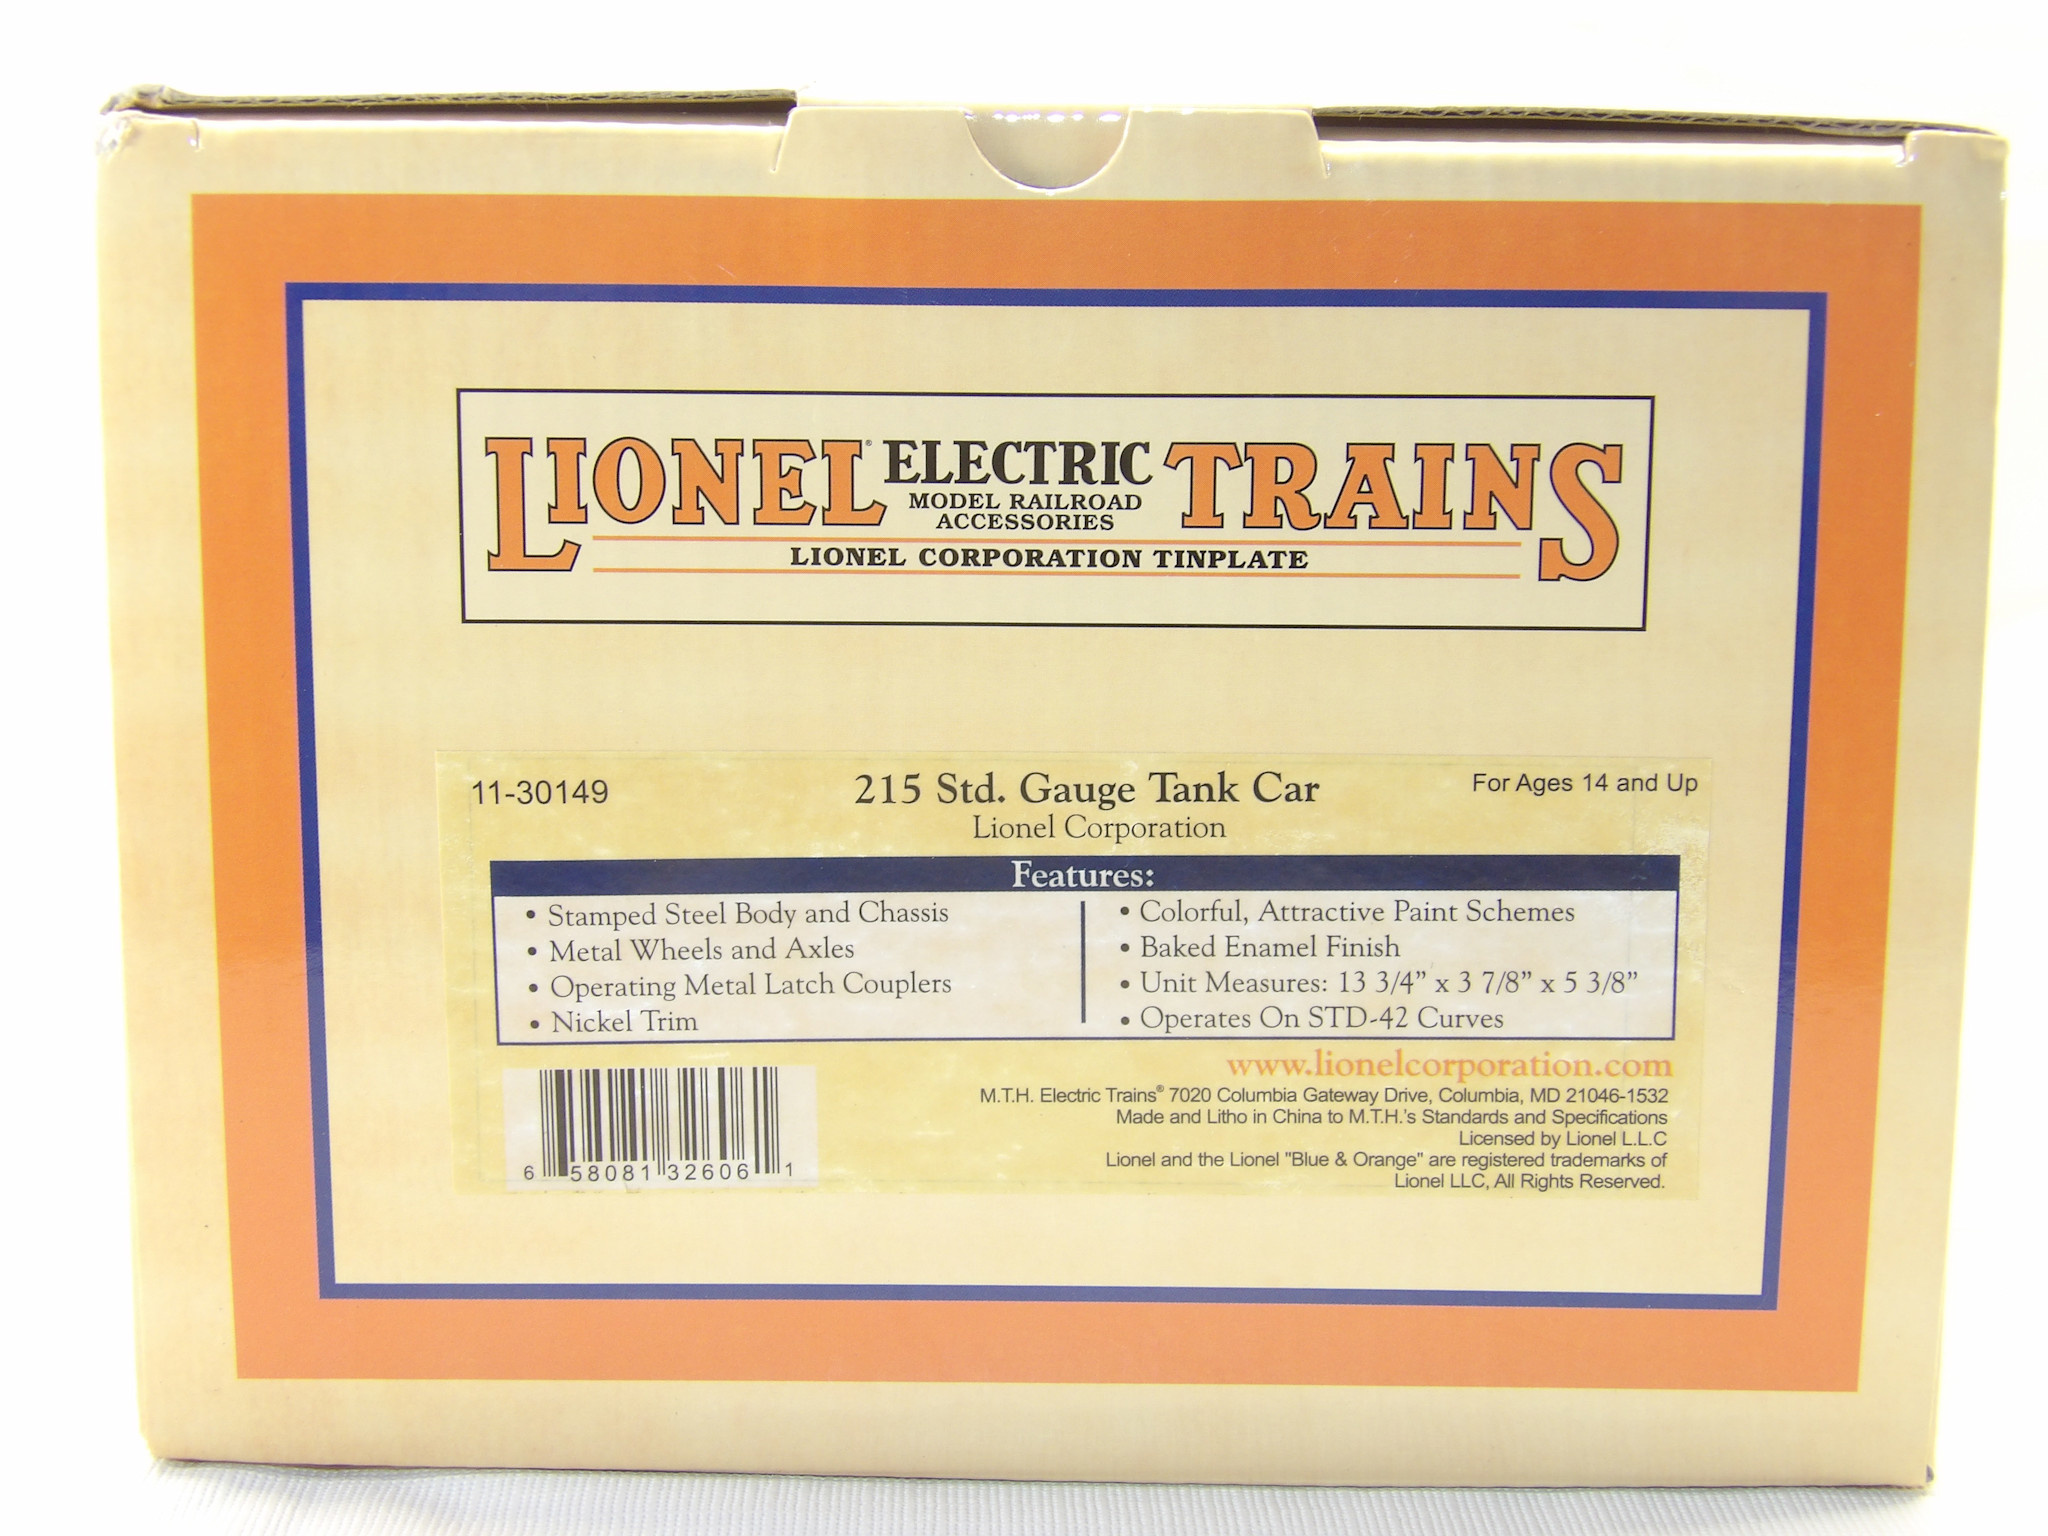 LIONEL® ELECTRIC TRAINS
MODEL RAILROAD
ACCESSORIES
LIONEL CORPORATION TINPLATE
11-30149
215 Std. Gauge Tank Car
For Ages 14 and Up
Lionel Corporation
Features:
• Stamped Steel Body and Chassis
• Metal Wheels and Axles
• Operating Metal Latch Couplers
• Nickel Trim
• Colorful, Attractive Paint Schemes
• Baked Enamel Finish
• Unit Measures: 13 3/4” x 3 7/8” x 5 3/8”
• Operates On STD-42 Curves
www.lionelcorporation.com
M.T.H. Electric Trains® 7020 Columbia Gateway Drive, Columbia, MD 21046-1532
Made and Litho in China to M.T.H.'s Standards and Specifications
Licensed by Lionel L.L.C
Lionel and the Lionel "Blue & Orange" are registered trademarks of
Lionel LLC, All Rights Reserved.
6 58081 32606 1